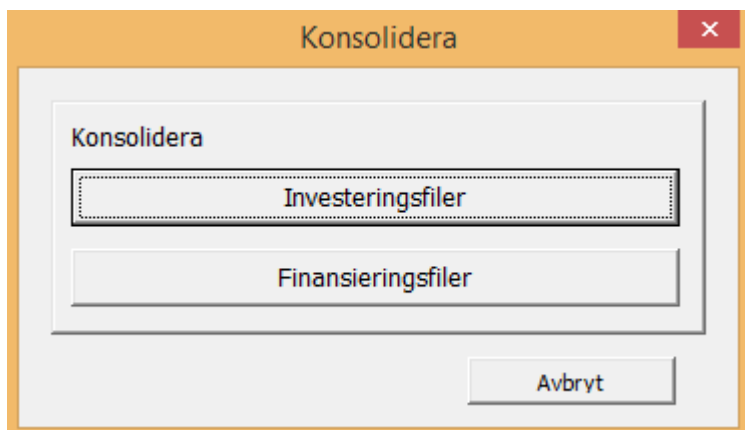 Konsolidera
Konsolidera
Investeringsfiler
Finansieringsfiler
Avbryt